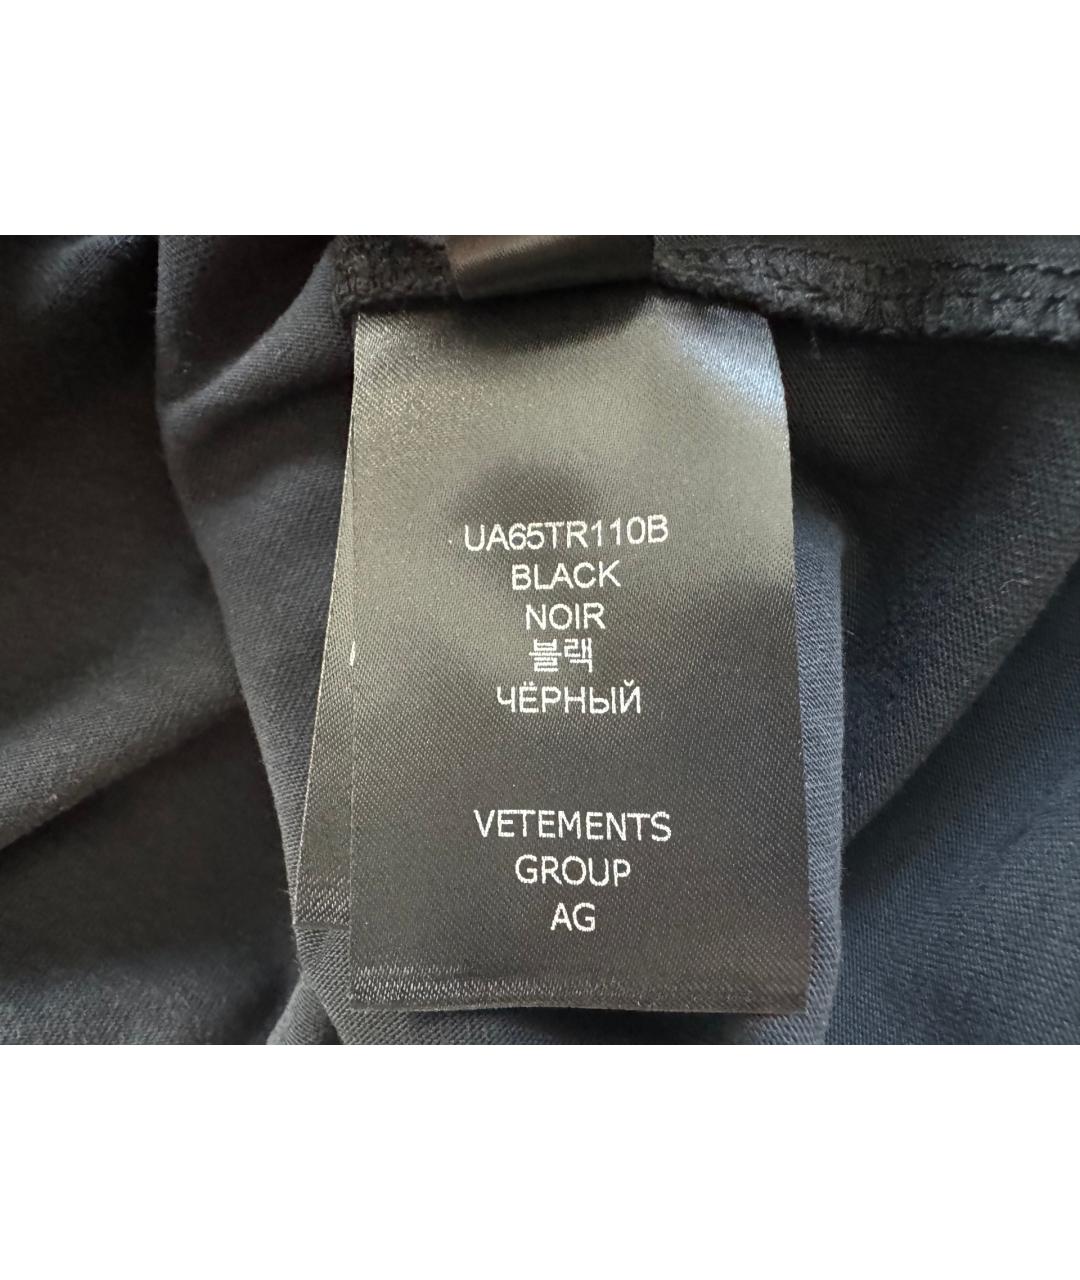 UA65TR110B
BLACK
NOIR
블랙
ЧЁРНЫЙ
VETEMENTS
GROUP
AG